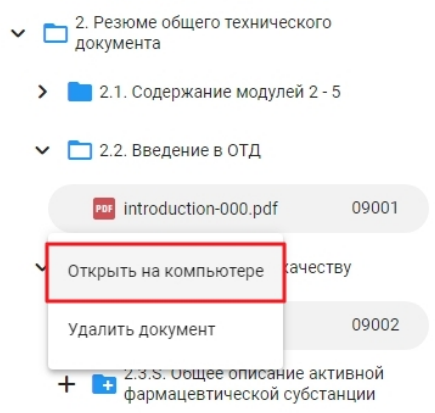 2. Резюме общего технического
документа
2.1. Содержание модулей 2 - 5
2.2. Введение в ОТД
PDF introduction-000.pdf 09001
Открыть на компьютере качеству
Удалить документ 09002
2.3.S. Общее описание активной
фармацевтической субстанции